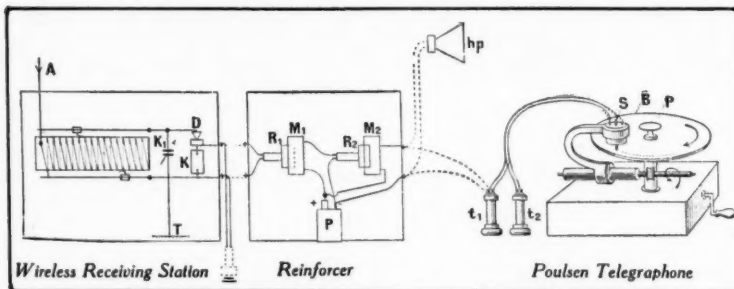 A
D
K1
K
T
Wireless Receiving Station
R1
M1
R2
M2
+
P
Reinforcer
hp
S B P
t1
t2
Poulsen Telegraphone